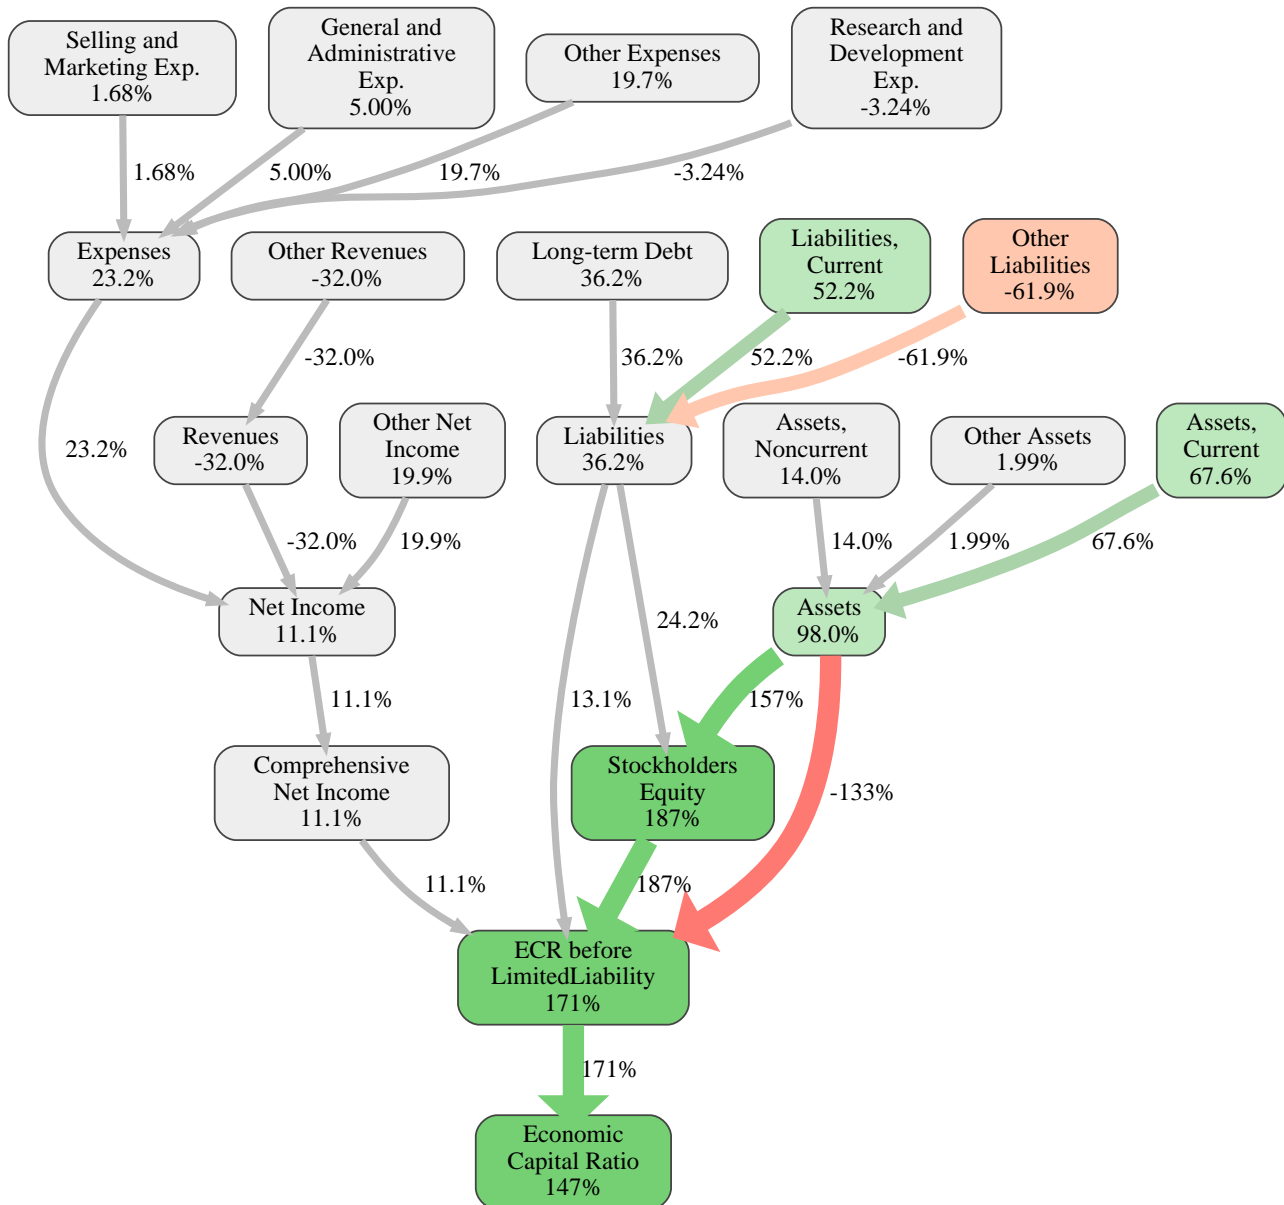 Selling and
Marketing Exp.
1.68%
General and
Administrative
Exp.
5.00%
Other Expenses
19.7%
Research and
Development
Exp.
-3.24%
1.68%
5.00%
19.7%
-3.24%
Expenses
23.2%
Other Revenues
-32.0%
Long-term Debt
36.2%
Liabilities,
Current
52.2%
Other
Liabilities
-61.9%
-32.0%
36.2%
52.2%
-61.9%
23.2%
Revenues
-32.0%
Other Net
Income
19.9%
Liabilities
36.2%
Assets,
Noncurrent
14.0%
Other Assets
1.99%
Assets,
Current
67.6%
-32.0%
19.9%
14.0%
1.99%
67.6%
Net Income
11.1%
24.2%
Assets
98.0%
11.1%
13.1%
157%
-133%
Comprehensive
Net Income
11.1%
Stockholders
Equity
187%
11.1%
187%
ECR before
LimitedLiability
171%
171%
Economic
Capital Ratio
147%